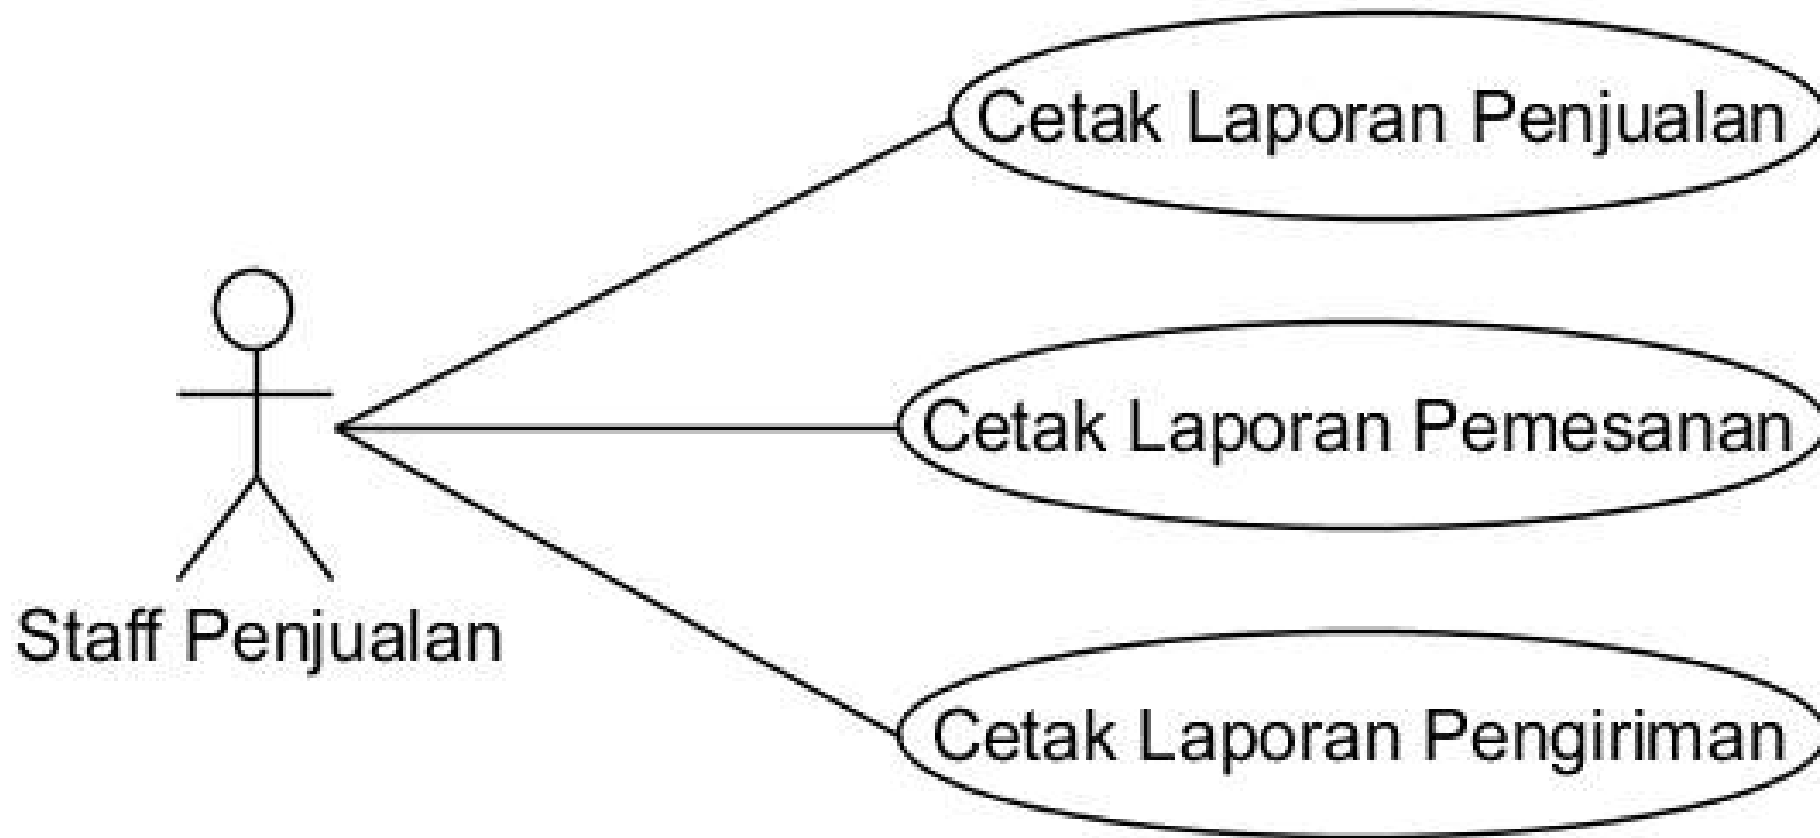 Cetak Laporan Penjualan
Cetak Laporan Pemesanan
Staff Penjualan
Cetak Laporan Pengiriman